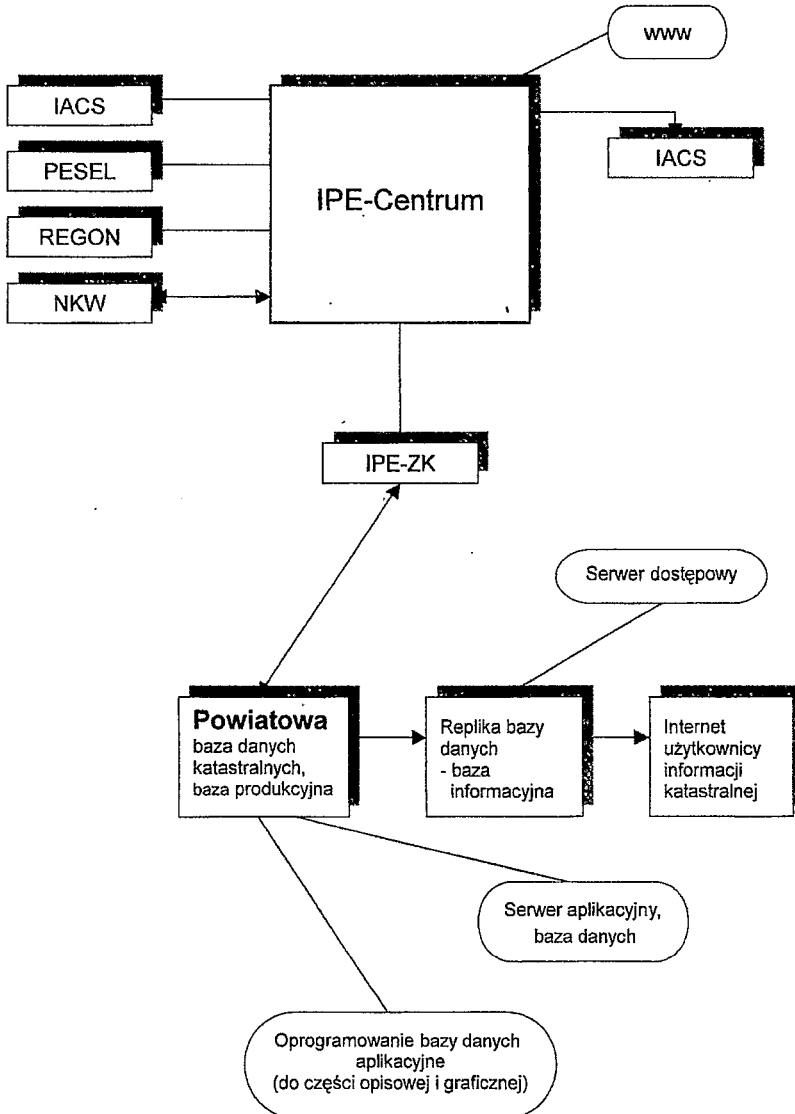 www
IACS
IACS
PESEL
IPE-Centrum
REGON
NKW
IPE-ZK
Serwer dostępowy
Powiatowa
baza danych
katastralnych,
baza produkcyjna
Replika bazy
danych
- baza
informacyjna
Internet
użytkownicy
informacji
katastralnej
Serwer aplikacyjny,
baza danych
Oprogramowanie bazy danych
aplikacyjne
(do części opisowej i graficznej)